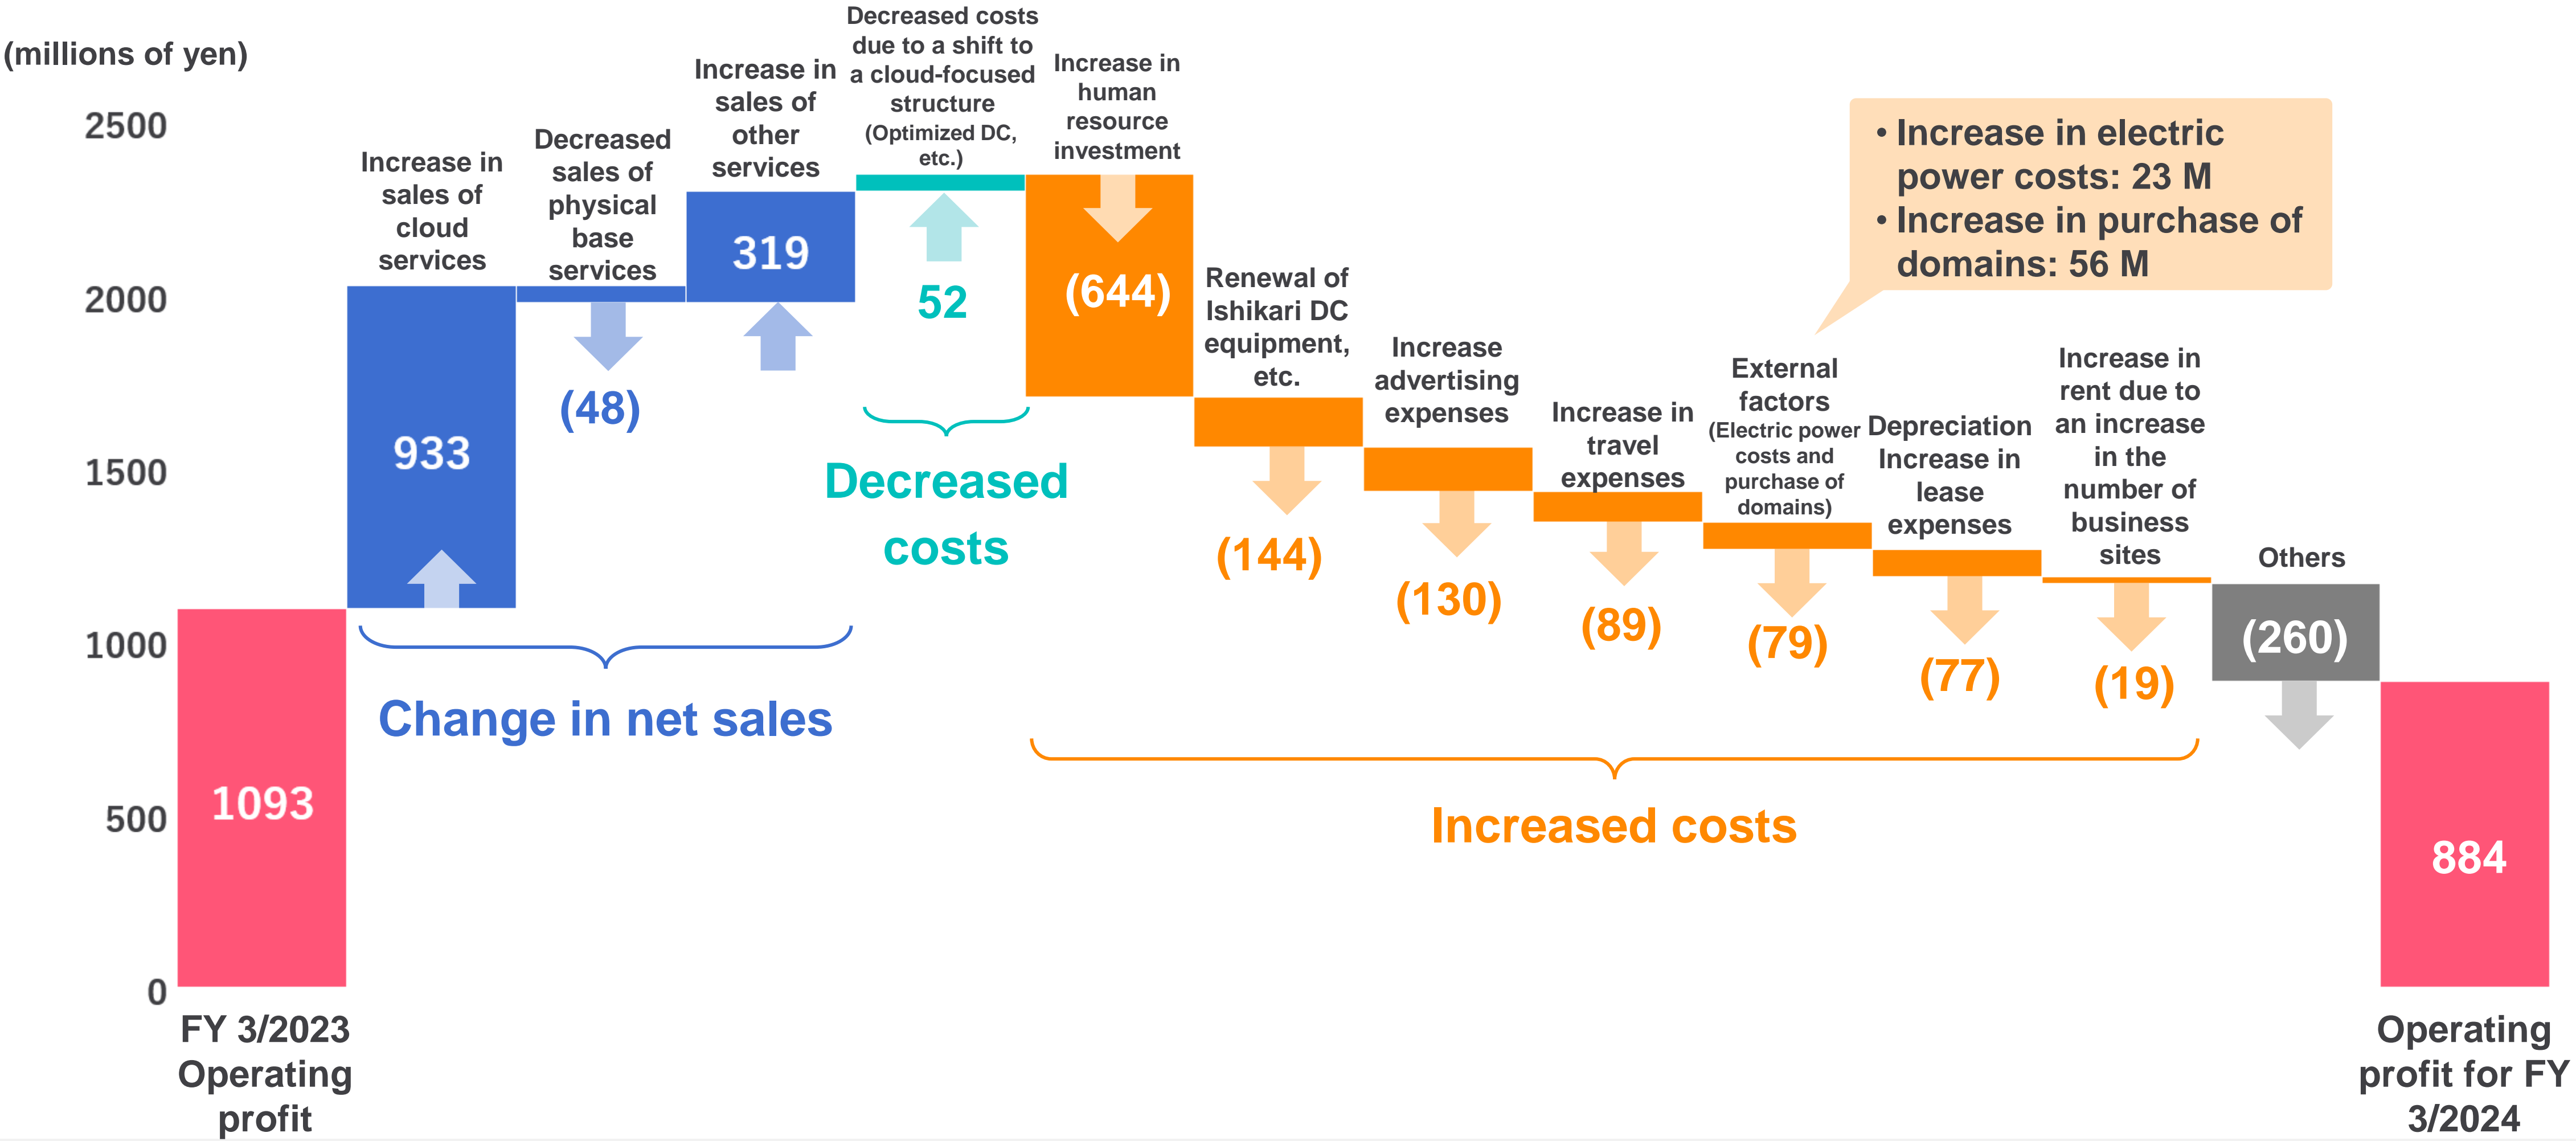 (millions of yen)
2500
2000
1500
1000
500
0
1093
FY 3/2023
Operating
profit
Increase in
sales of
cloud
services
933
Decreased
sales of
physical
base
services
(48)
Increase in
sales of
other
services
319
Change in net sales
Decreased costs
due to a shift to
a cloud-focused
structure
(Optimized DC,
etc.)
52
Decreased
costs
Increase in
human
resource
investment
(644)
Renewal of
Ishikari DC
equipment,
etc.
(144)
Increase
advertising
expenses
(130)
Increase in
travel
expenses
(89)
• Increase in electric
power costs: 23 M
• Increase in purchase of
domains: 56 M
External
factors
(Electric power
costs and
purchase of
domains)
(79)
Depreciation
Increase in
lease
expenses
(77)
Increase in
rent due to
an increase
in the
number of
business
sites
(19)
Increased costs
Others
(260)
884
Operating
profit for FY
3/2024